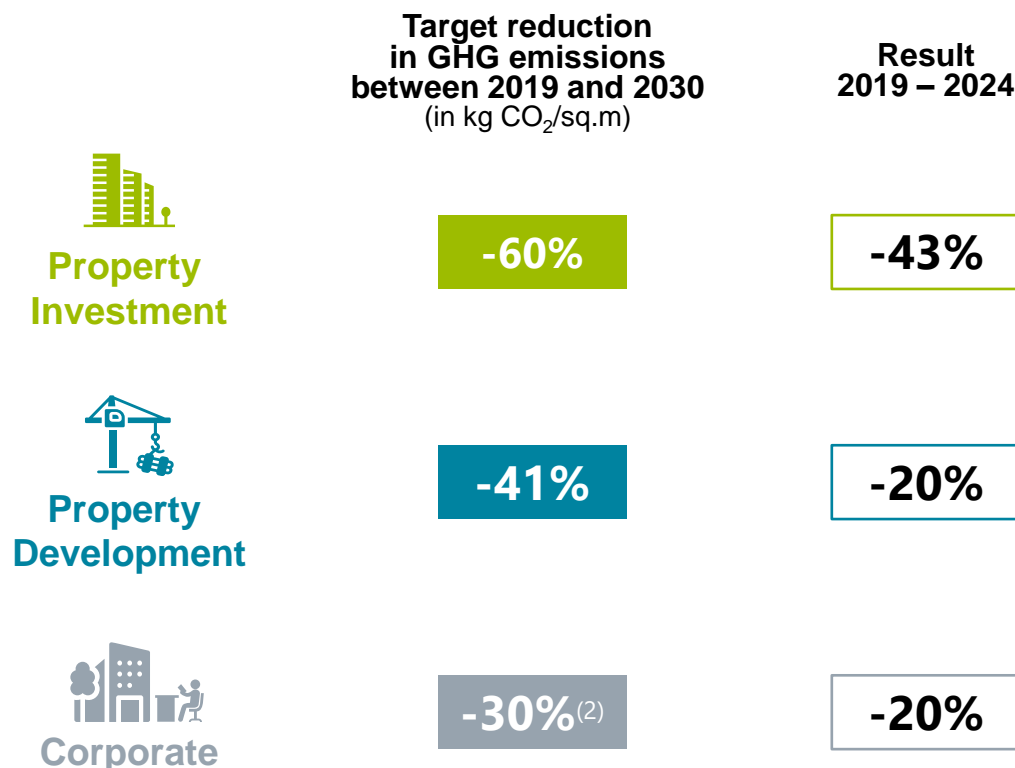 Target reduction
in GHG emissions
between 2019 and 2030
(in kg CO₂/sq.m)
Result
2019 – 2024
Property
Investment
-60%
-43%
Property
Development
-41%
-20%
Corporate
-30%(2)
-20%